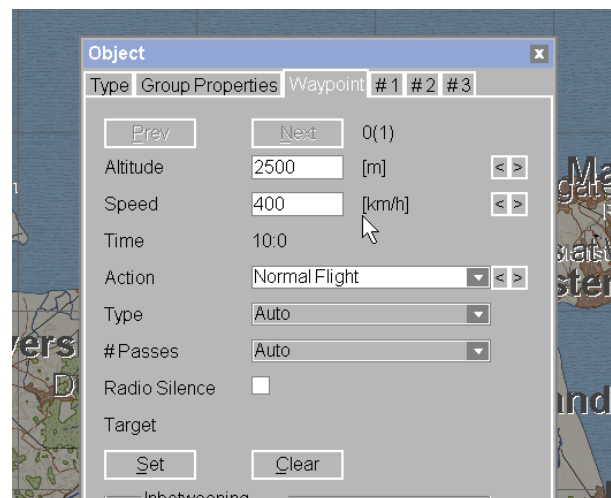 Object x
Type Group Properties Waypoint #1 #2 #3
Prev Next 0(1)
Altitude 2500 [m] < >
Speed 400 [km/h] < >
Time 10:0
Action Normal Flight < >
Type Auto
# Passes Auto
Radio Silence
Target
Set Clear
Inbetweening